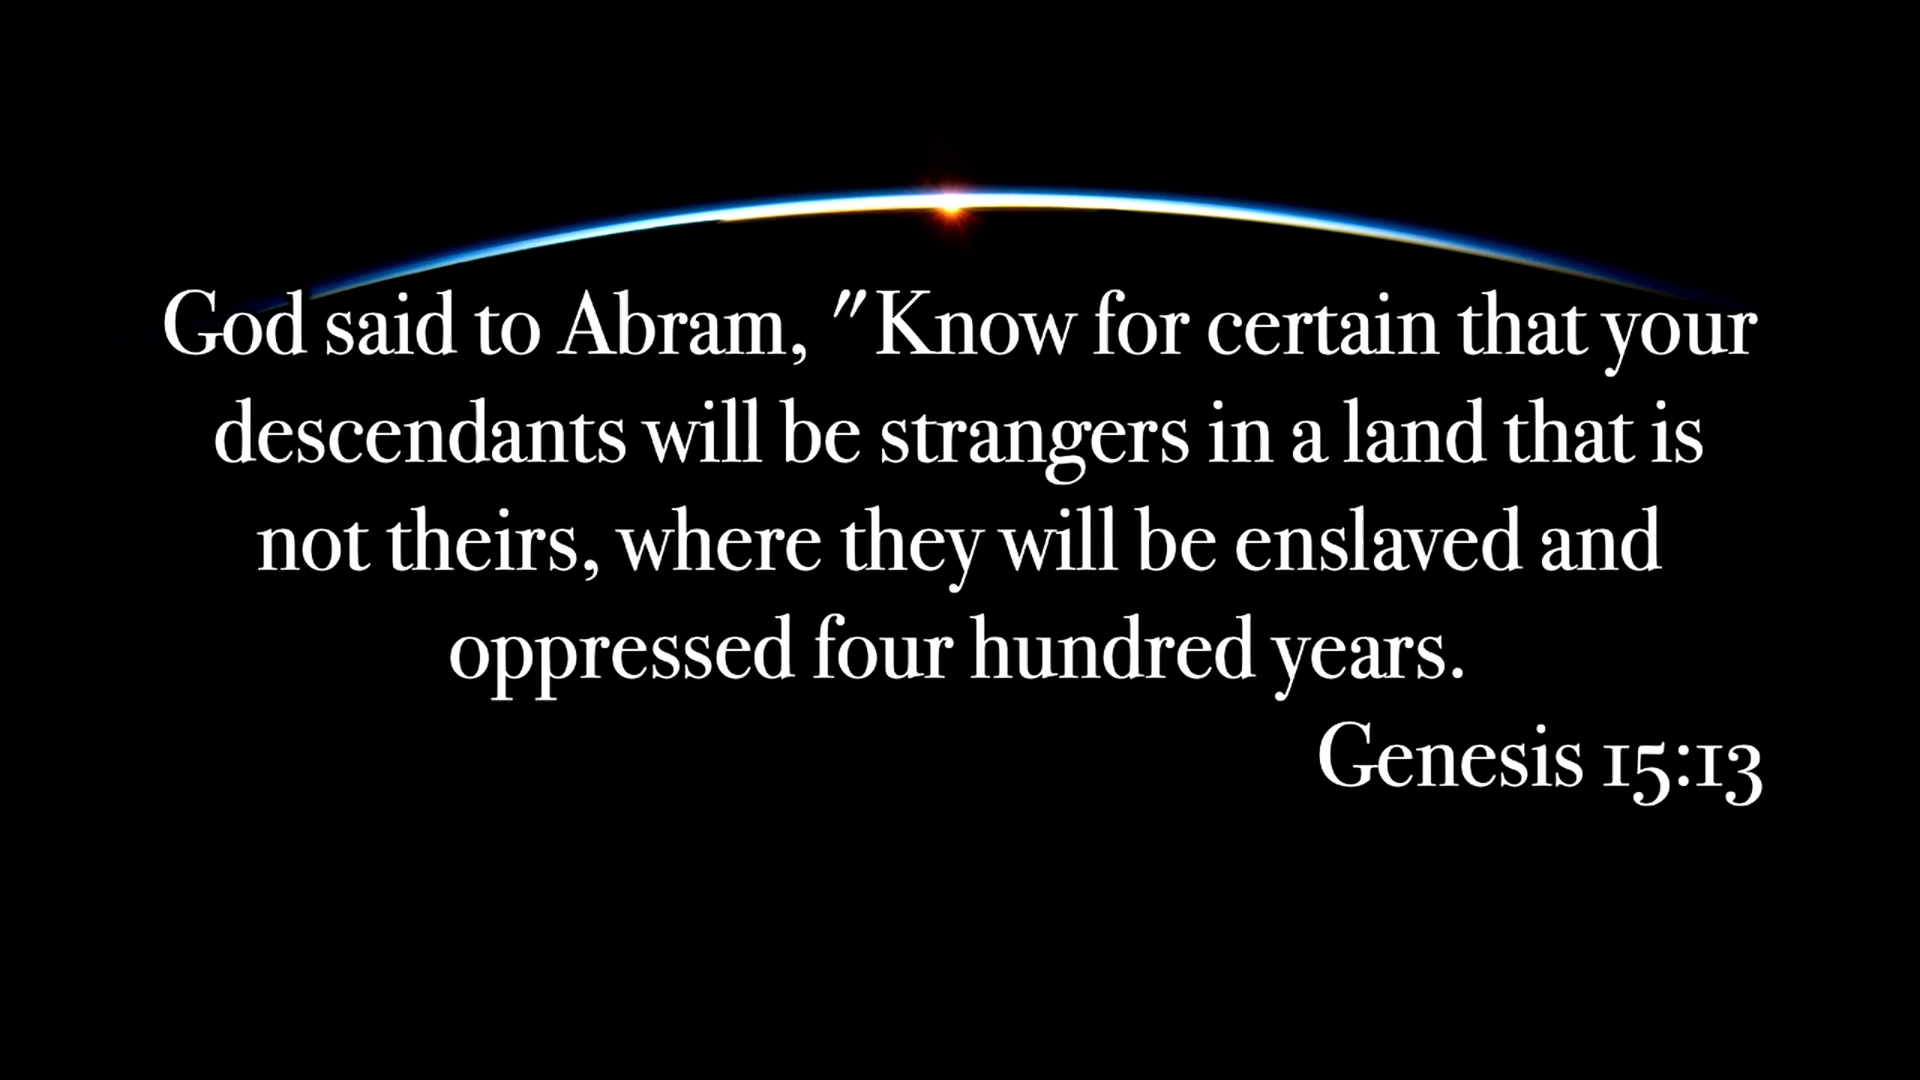 God said to Abram, "Know for certain that your
descendants will be strangers in a land that is
not theirs, where they will be enslaved and
oppressed four hundred years.
Genesis 15:13